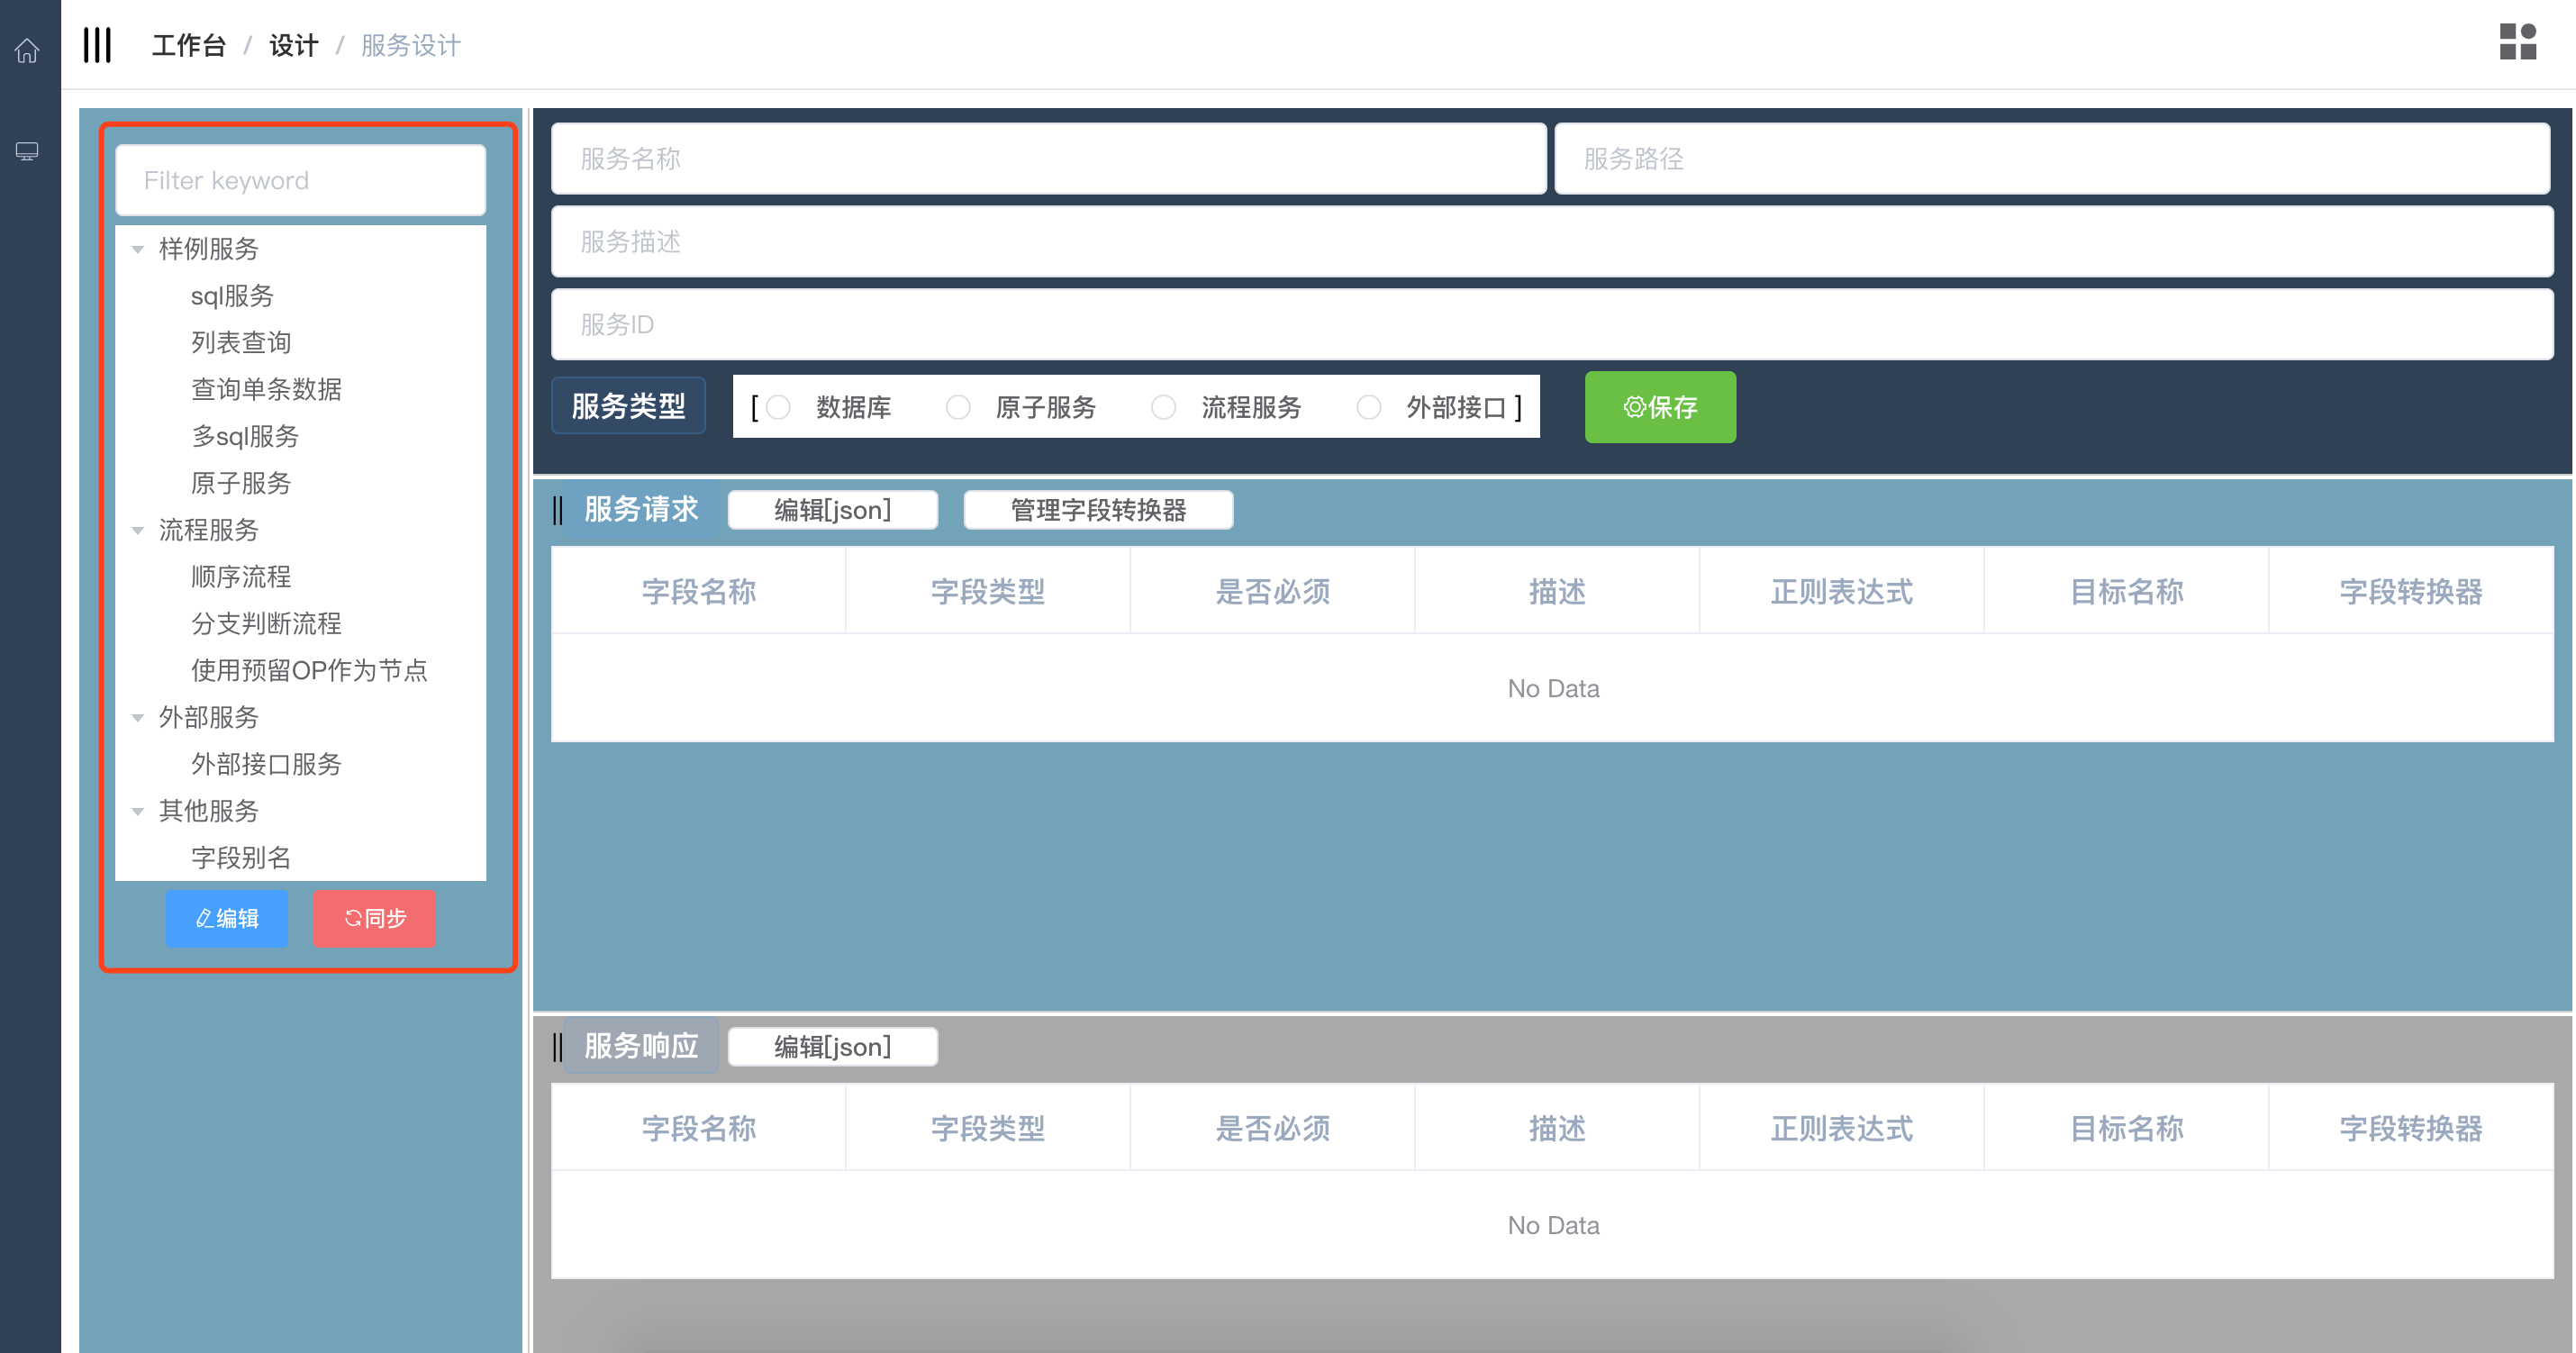 工作台 / 设计 / 服务设计
Filter keyword
样例服务
sql服务
列表查询
查询单条数据
多sql服务
原子服务
流程服务
顺序流程
分支判断流程
使用预留OP作为节点
外部服务
外部接口服务
其他服务
字段别名
编辑 同步
服务名称 服务路径
服务描述
服务ID
服务类型 [ 数据库 原子服务 流程服务 外部接口 ] 保存
服务请求 编辑[json] 管理字段转换器
字段名称 字段类型 是否必须 描述 正则表达式 目标名称 字段转换器
No Data
服务响应 编辑[json]
字段名称 字段类型 是否必须 描述 正则表达式 目标名称 字段转换器
No Data